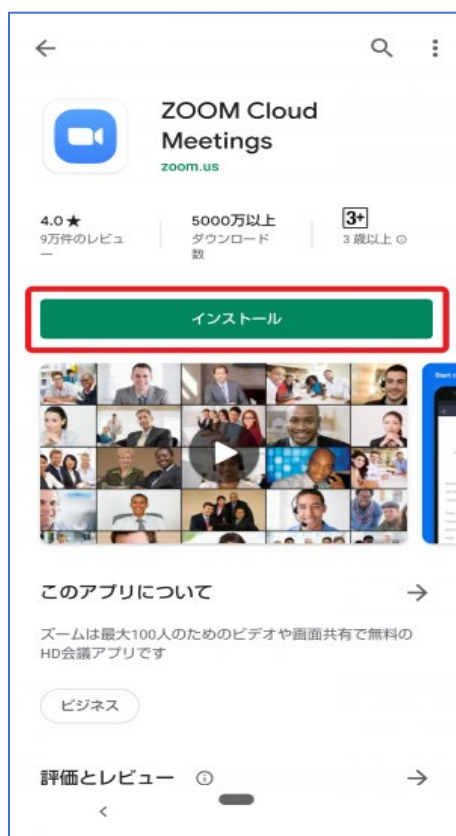 ZOOM Cloud
Meetings
zoom.us
4.0★
9万件のレビュ
ー
5000万以上
ダウンロード
数
3+
3 歳以上
インストール
Start
このアプリについて
ズームは最大100人のためのビデオや画面共有で無料の
HD会議アプリです
ビジネス
評価とレビュー